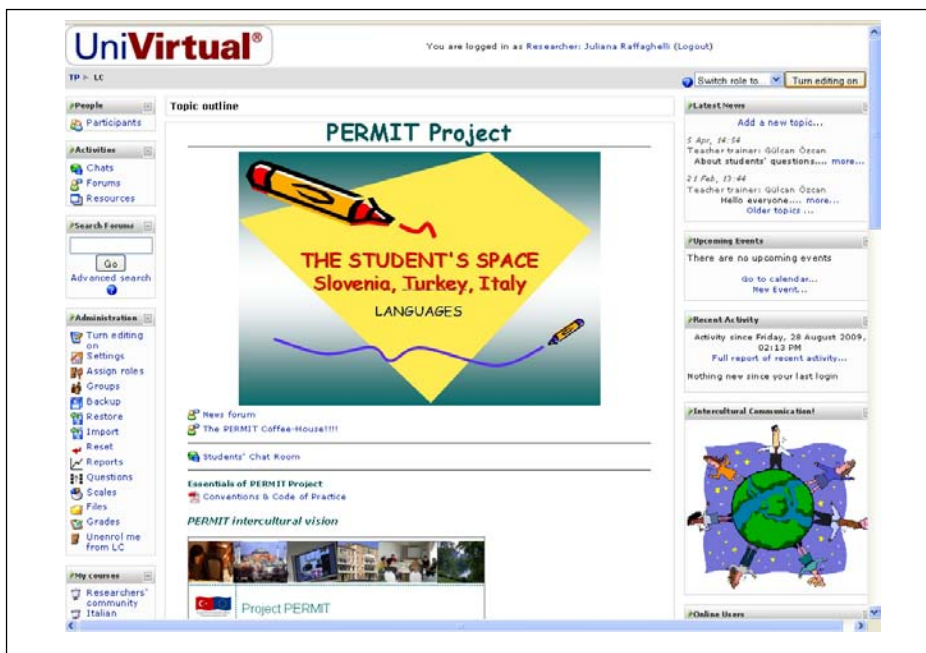 UniVirtual®
You are logged in as Researcher: Juliana Raffaghelli (Logout)
TP ► LC
Switch role to...
Turn editing on
People
Participants
Activities
Chats
Forums
Resources
Search Forums
Go
Advanced search
Administration
Turn editing
on
Settings
Assign roles
Groups
Backup
Restore
Import
Reset
Reports
Questions
Scales
Files
Grades
Unenrol me
from LC
My courses
Researchers'
community
Italian
Topic outline
PERMIT Project
THE STUDENT'S SPACE
Slovenia, Turkey, Italy
LANGUAGES
News forum
The PERMIT Coffee-House!!!!
Students' Chat Room
Essentials of PERMIT Project
Conventions & Code of Practice
PERMIT intercultural vision
Project PERMIT
Latest News
Add a new topic...
5 Apr, 14:54
Teacher trainer: Gülcan Özcan
About students' questions.... more...
21 Feb, 13:44
Teacher trainer: Gülcan Özcan
Hello everyone.... more...
Older topics ...
Upcoming Events
There are no upcoming events
Go to calendar...
New Event...
Recent Activity
Activity since Friday, 28 August 2009,
02:13 PM
Full report of recent activity...
Nothing new since your last login
Intercultural Communication!
Online Users